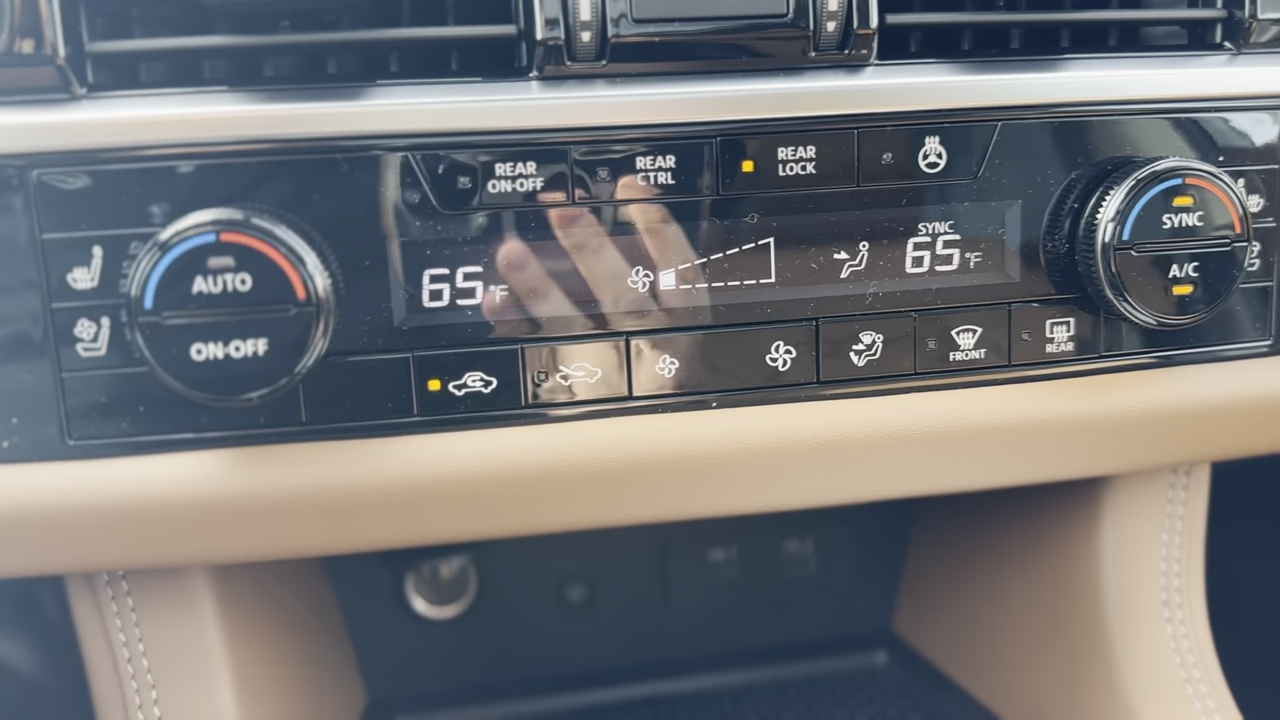 REAR
ON·OFF
REAR
CTRL
REAR
LOCK
AUTO
ON·OFF
65°F
SYNC
65°F
SYNC
A/C
FRONT
REAR